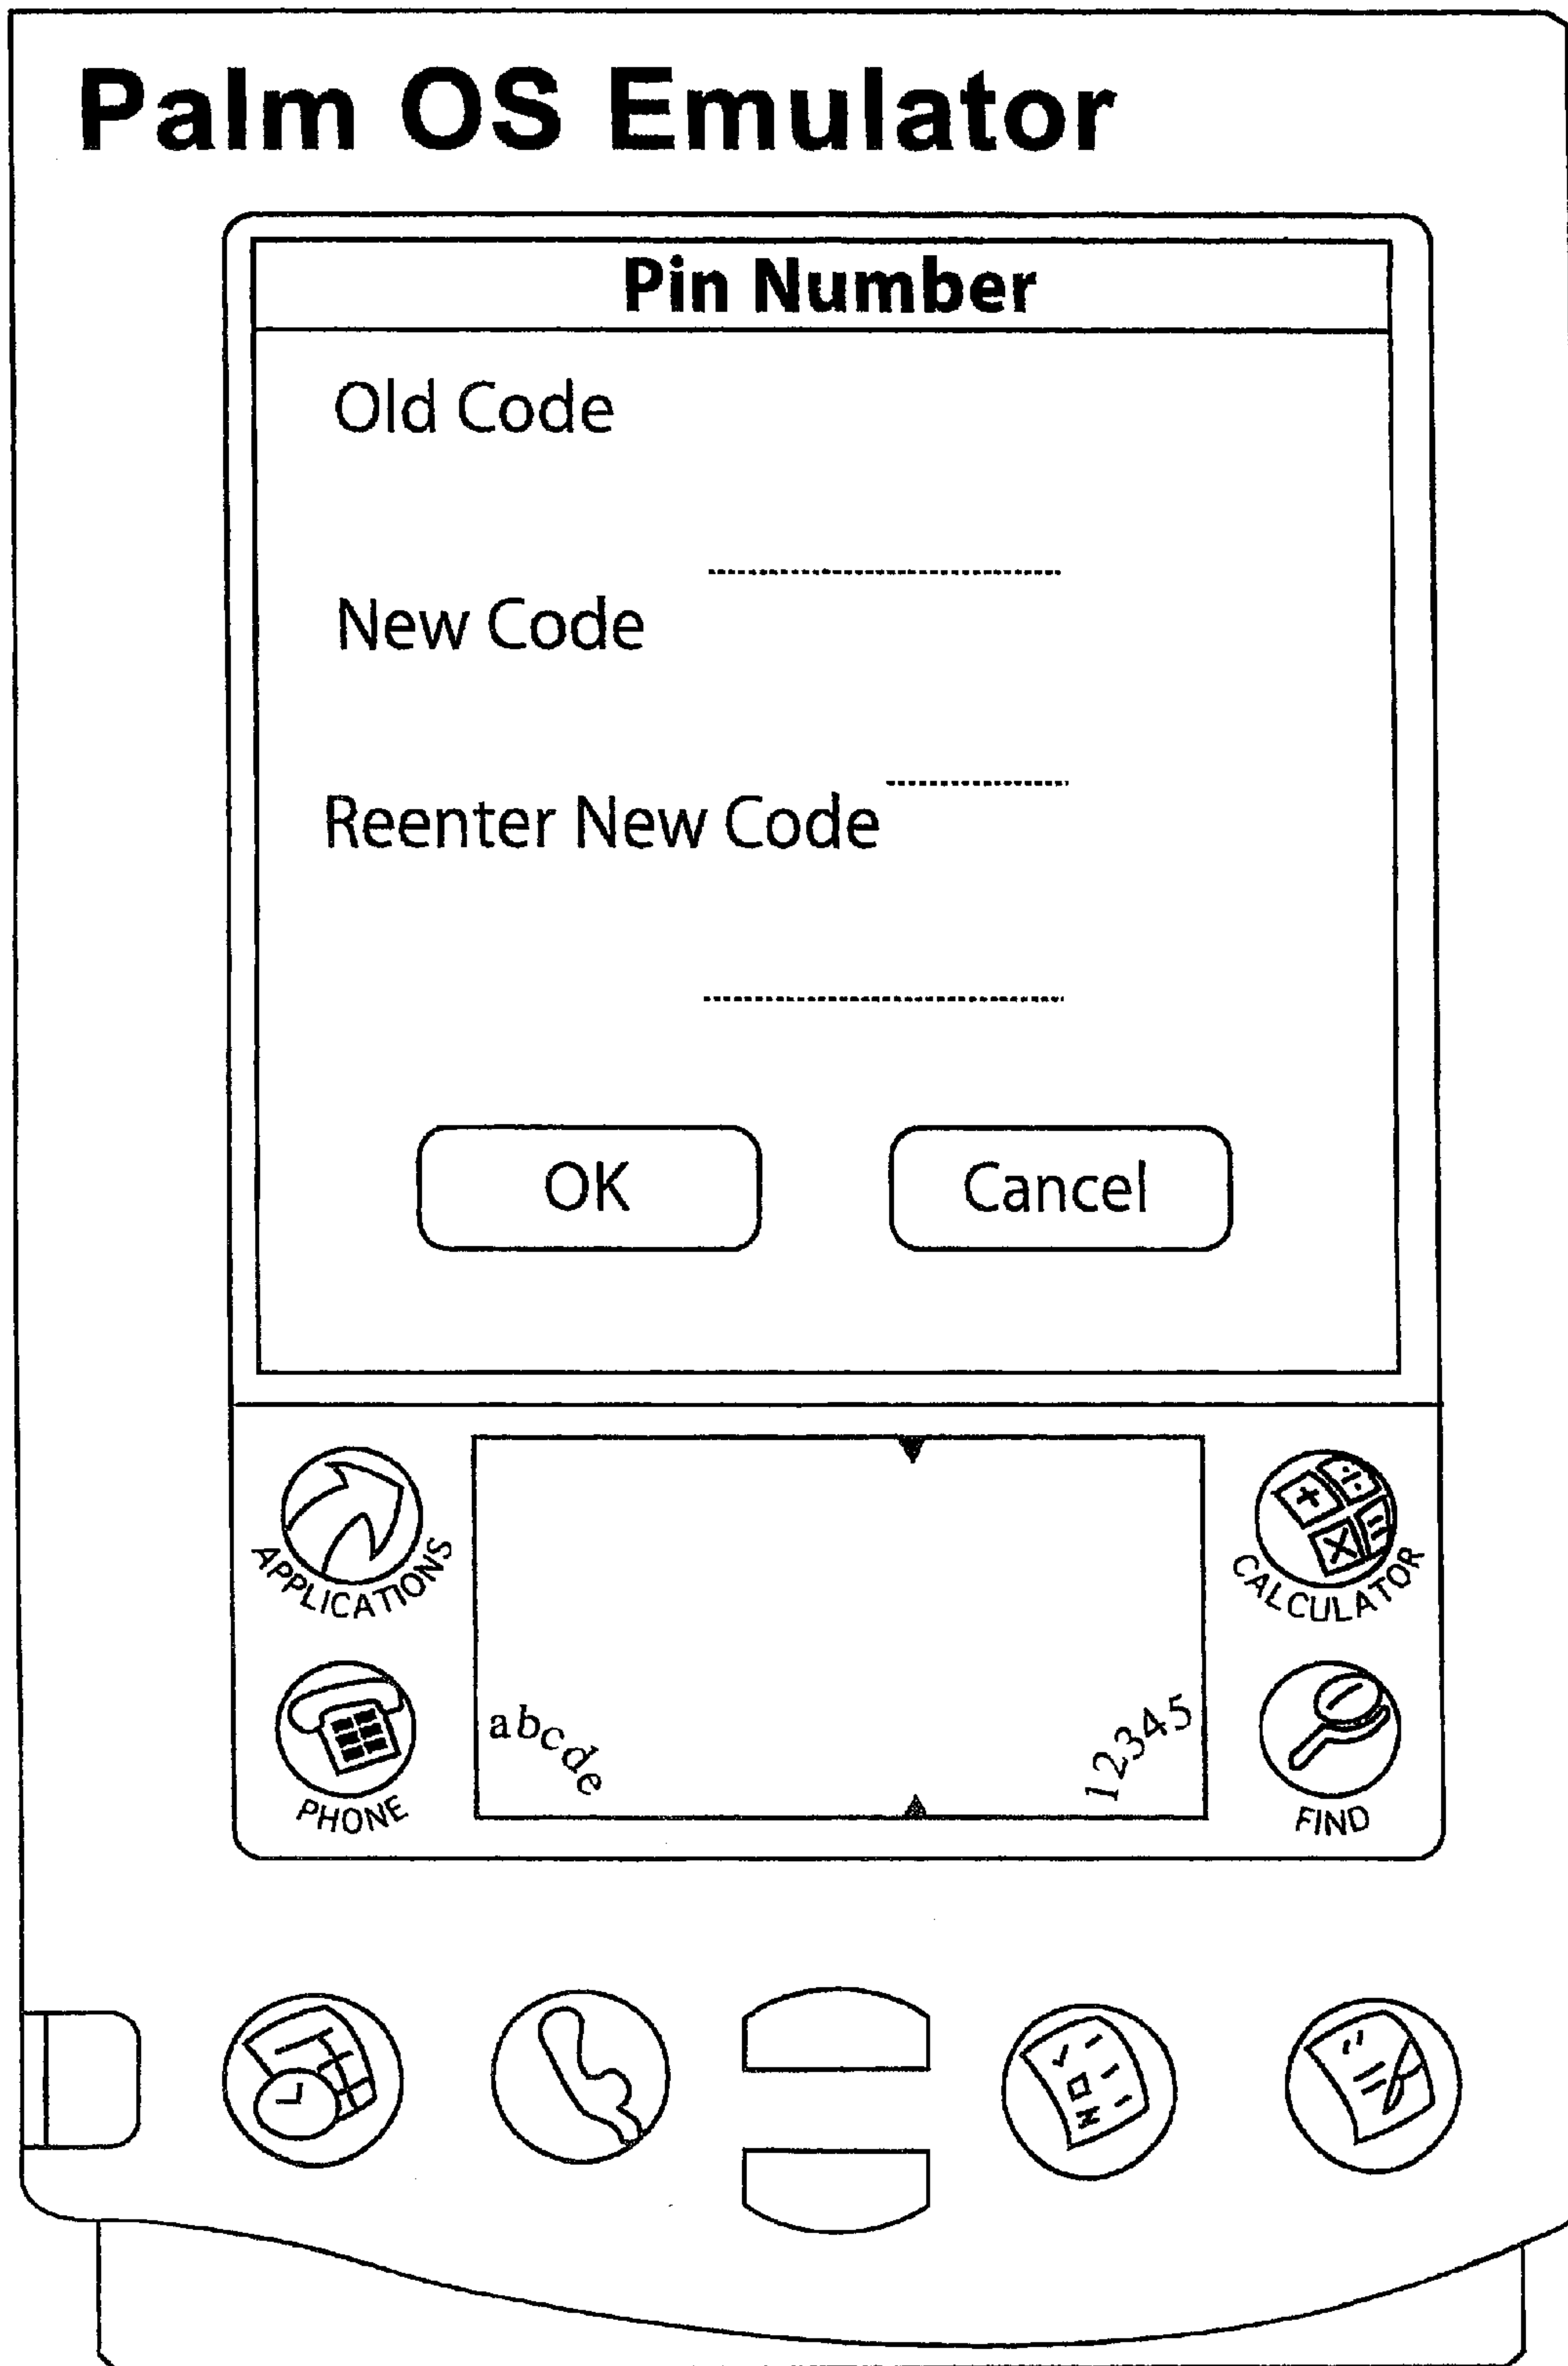 Palm OS Emulator
Pin Number
Old Code
New Code
Reenter New Code
OK Cancel
APPLICATIONS
CALCULATOR
abcde
12345
PHONE
FIND